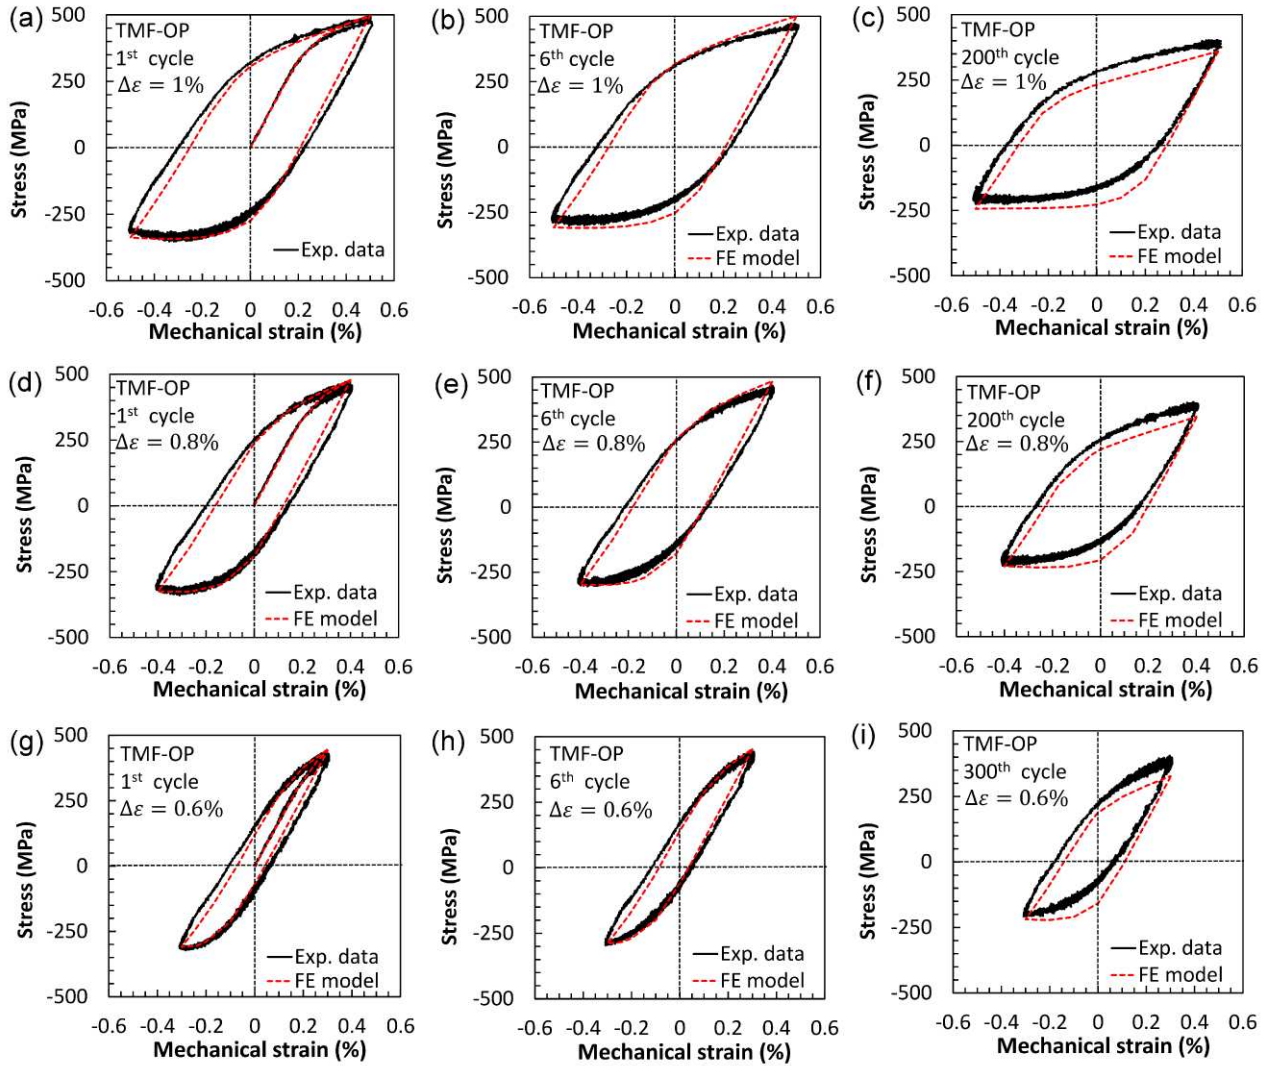 (a)
500
250
0
-250
-500
Stress (MPa)
TMF-OP
1st cycle
Δε = 1%
Exp. data
-0.6 -0.4 -0.2 0 0.2 0.4 0.6
Mechanical strain (%)
(b)
500
250
0
-250
-500
Stress (MPa)
TMF-OP
6th cycle
Δε = 1%
Exp. data
FE model
-0.6 -0.4 -0.2 0 0.2 0.4 0.6
Mechanical strain (%)
(c)
500
250
0
-250
-500
Stress (MPa)
TMF-OP
200th cycle
Δε = 1%
Exp. data
FE model
-0.6 -0.4 -0.2 0 0.2 0.4 0.6
Mechanical strain (%)
(d)
500
250
0
-250
-500
Stress (MPa)
TMF-OP
1st cycle
Δε = 0.8%
Exp. data
FE model
-0.6 -0.4 -0.2 0 0.2 0.4 0.6
Mechanical strain (%)
(e)
500
250
0
-250
-500
Stress (MPa)
TMF-OP
6th cycle
Δε = 0.8%
Exp. data
FE model
-0.6 -0.4 -0.2 0 0.2 0.4 0.6
Mechanical strain (%)
(f)
500
250
0
-250
-500
Stress (MPa)
TMF-OP
200th cycle
Δε = 0.8%
Exp. data
FE model
-0.6 -0.4 -0.2 0 0.2 0.4 0.6
Mechanical strain (%)
(g)
500
250
0
-250
-500
Stress (MPa)
TMF-OP
1st cycle
Δε = 0.6%
Exp. data
FE model
-0.6 -0.4 -0.2 0 0.2 0.4 0.6
Mechanical strain (%)
(h)
500
250
0
-250
-500
Stress (MPa)
TMF-OP
6th cycle
Δε = 0.6%
Exp. data
FE model
-0.6 -0.4 -0.2 0 0.2 0.4 0.6
Mechanical strain (%)
(i)
500
250
0
-250
-500
Stress (MPa)
TMF-OP
300th cycle
Δε = 0.6%
Exp. data
FE model
-0.6 -0.4 -0.2 0 0.2 0.4 0.6
Mechanical strain (%)